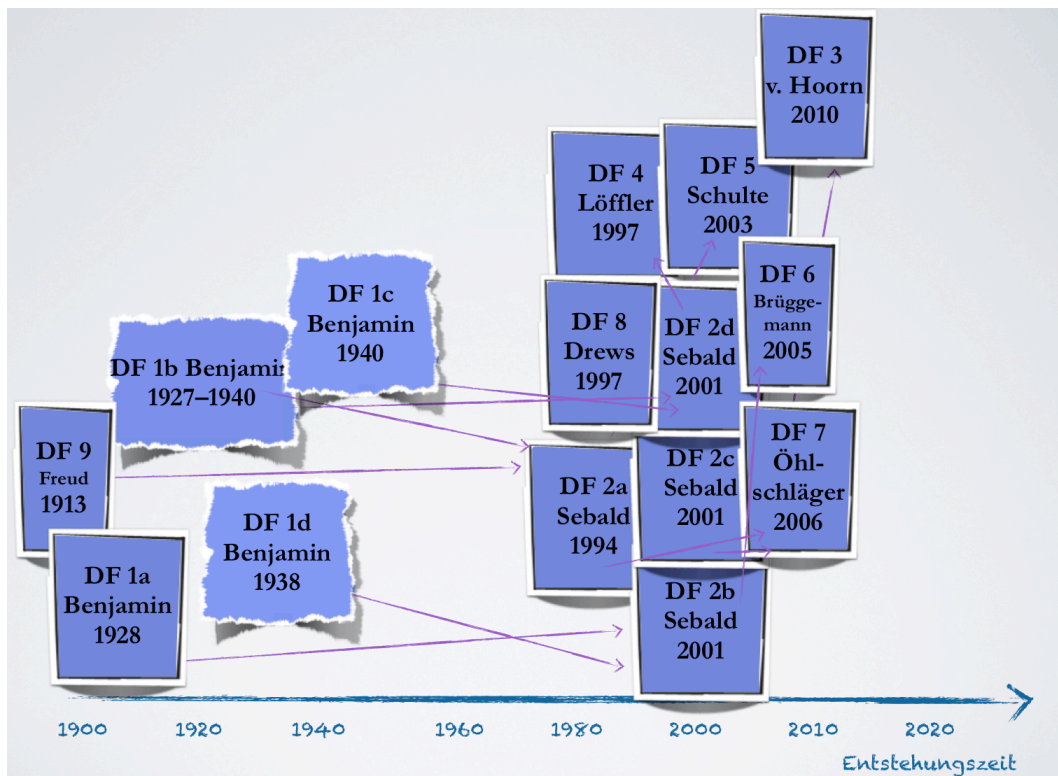 DF 3
v. Hoorn
2010
DF 4
Löffler
1997
DF 5
Schulte
2003
DF 1c
Benjamin
1940
DF 6
Brügge-
mann
2005
DF 8
Drews
1997
DF 2d
Sebald
2001
DF 1b Benjamin
1927–1940
DF 9
Freud
1913
DF 7
Öhl-
schläger
2006
DF 2a
Sebald
1994
DF 2c
Sebald
2001
DF 1d
Benjamin
1938
DF 1a
Benjamin
1928
DF 2b
Sebald
2001
1900 1920 1940 1960 1980 2000 2010 2020
Entstehungszeit